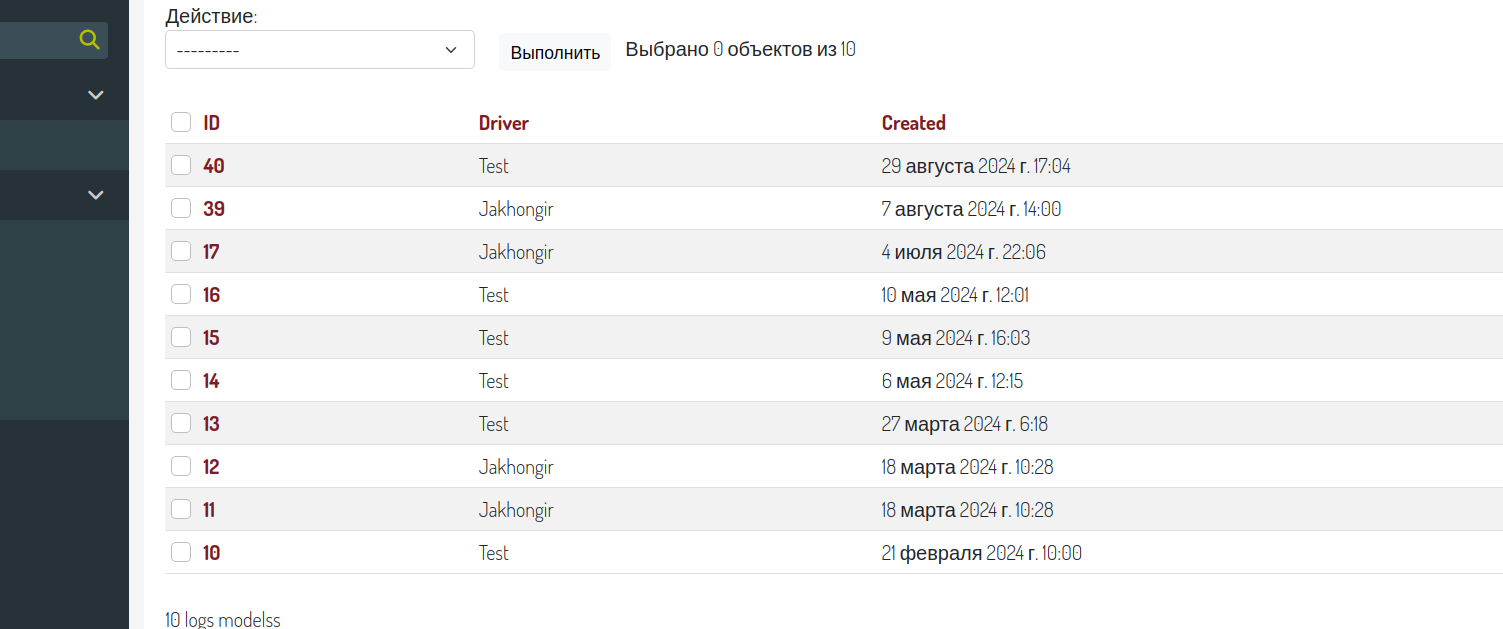 Действие:
--------- Выполнить Выбрано 0 объектов из 10
ID Driver Created
40 Test 29 августа 2024 г. 17:04
39 Jakhongir 7 августа 2024 г. 14:00
17 Jakhongir 4 июля 2024 г. 22:06
16 Test 10 мая 2024 г. 12:01
15 Test 9 мая 2024 г. 16:03
14 Test 6 мая 2024 г. 12:15
13 Test 27 марта 2024 г. 6:18
12 Jakhongir 18 марта 2024 г. 10:28
11 Jakhongir 18 марта 2024 г. 10:28
10 Test 21 февраля 2024 г. 10:00
10 logs modelss